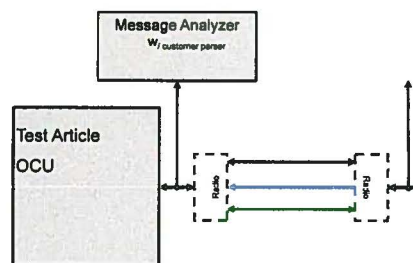 Message Analyzer
w/ customer parser
Test Article
OCU
Radio
Radio